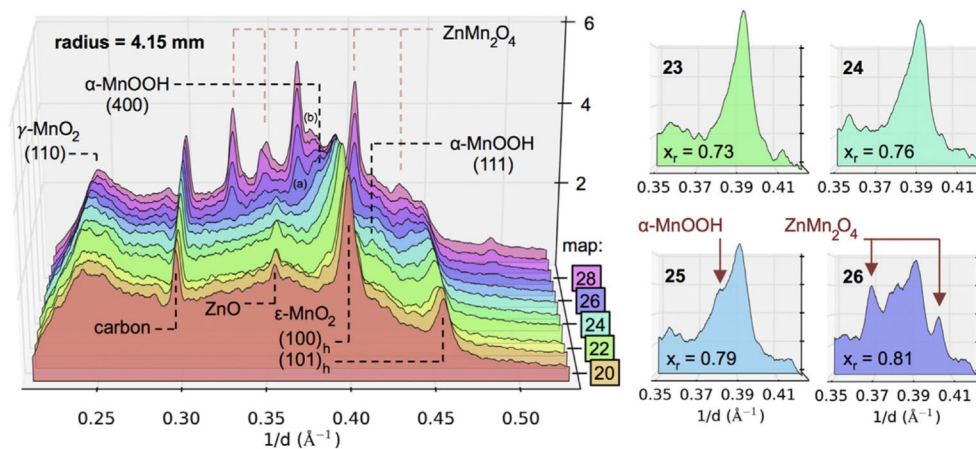 radius = 4.15 mm
ZnMn2O4
α-MnOOH
(400)
γ-MnO2
(110)
α-MnOOH
(111)
(b)
(a)
carbon
ZnO
ε-MnO2
(100)h
(101)h
6
4
2
map:
28
26
24
22
20
0.25 0.30 0.35 0.40 0.45 0.50
1/d (Å⁻¹)
23
xr = 0.73
0.35 0.37 0.39 0.41
24
xr = 0.76
0.35 0.37 0.39 0.41
α-MnOOH
ZnMn2O4
25
xr = 0.79
0.35 0.37 0.39 0.41
1/d (Å⁻¹)
26
xr = 0.81
0.35 0.37 0.39 0.41
1/d (Å⁻¹)